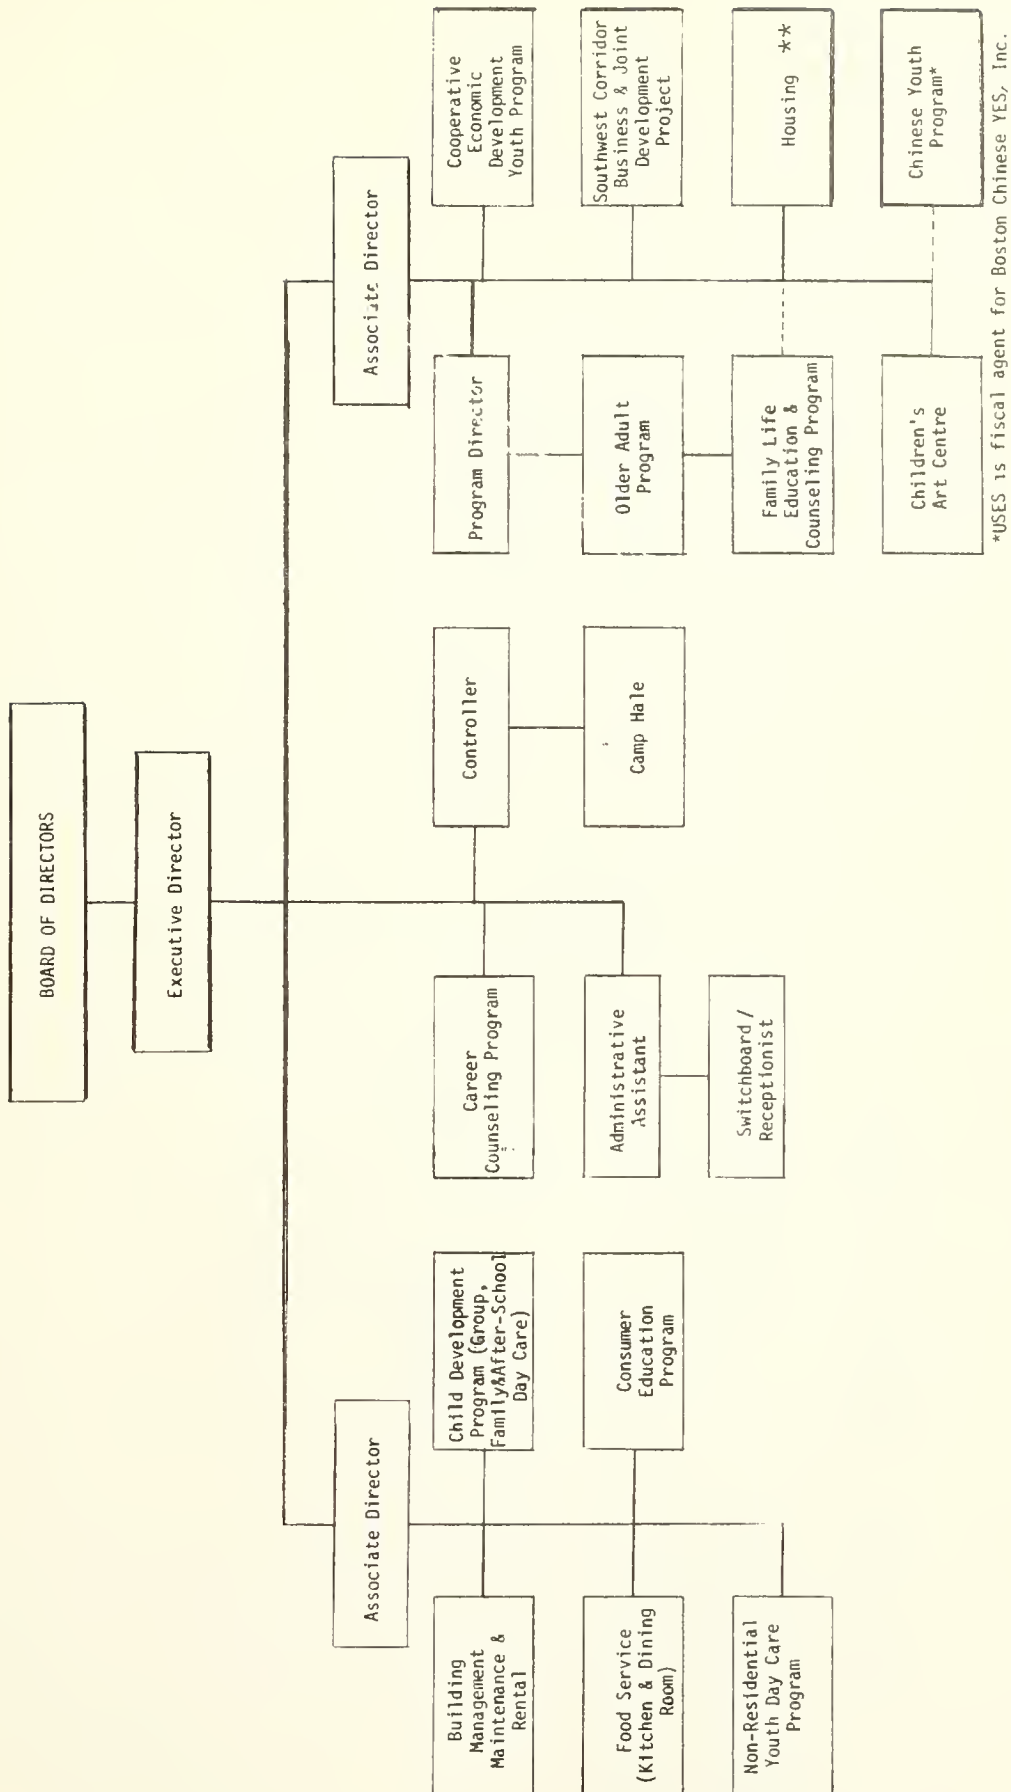 BOARD OF DIRECTORS
Executive Director
Associate Director
Associate Director
Building
Management
Maintenance &
Rental
Child Development
Program (Group,
Family&After-School
Day Care)
Career
Counseling Program
Controller
Program Director
Cooperative
Economic
Development
Youth Program
Food Service
(Kitchen & Dining
Room)
Consumer
Education
Program
Administrative
Assistant
Camp Hale
Older Adult
Program
Southwest Corridor
Business & Joint
Development
Project
Non-Residential
Youth Day Care
Program
Switchboard/
Receptionist
Family Life
Education &
Counseling Program
Housing **
Children's
Art Centre
Chinese Youth
Program*
*USES is fiscal agent for Boston Chinese YES, Inc.